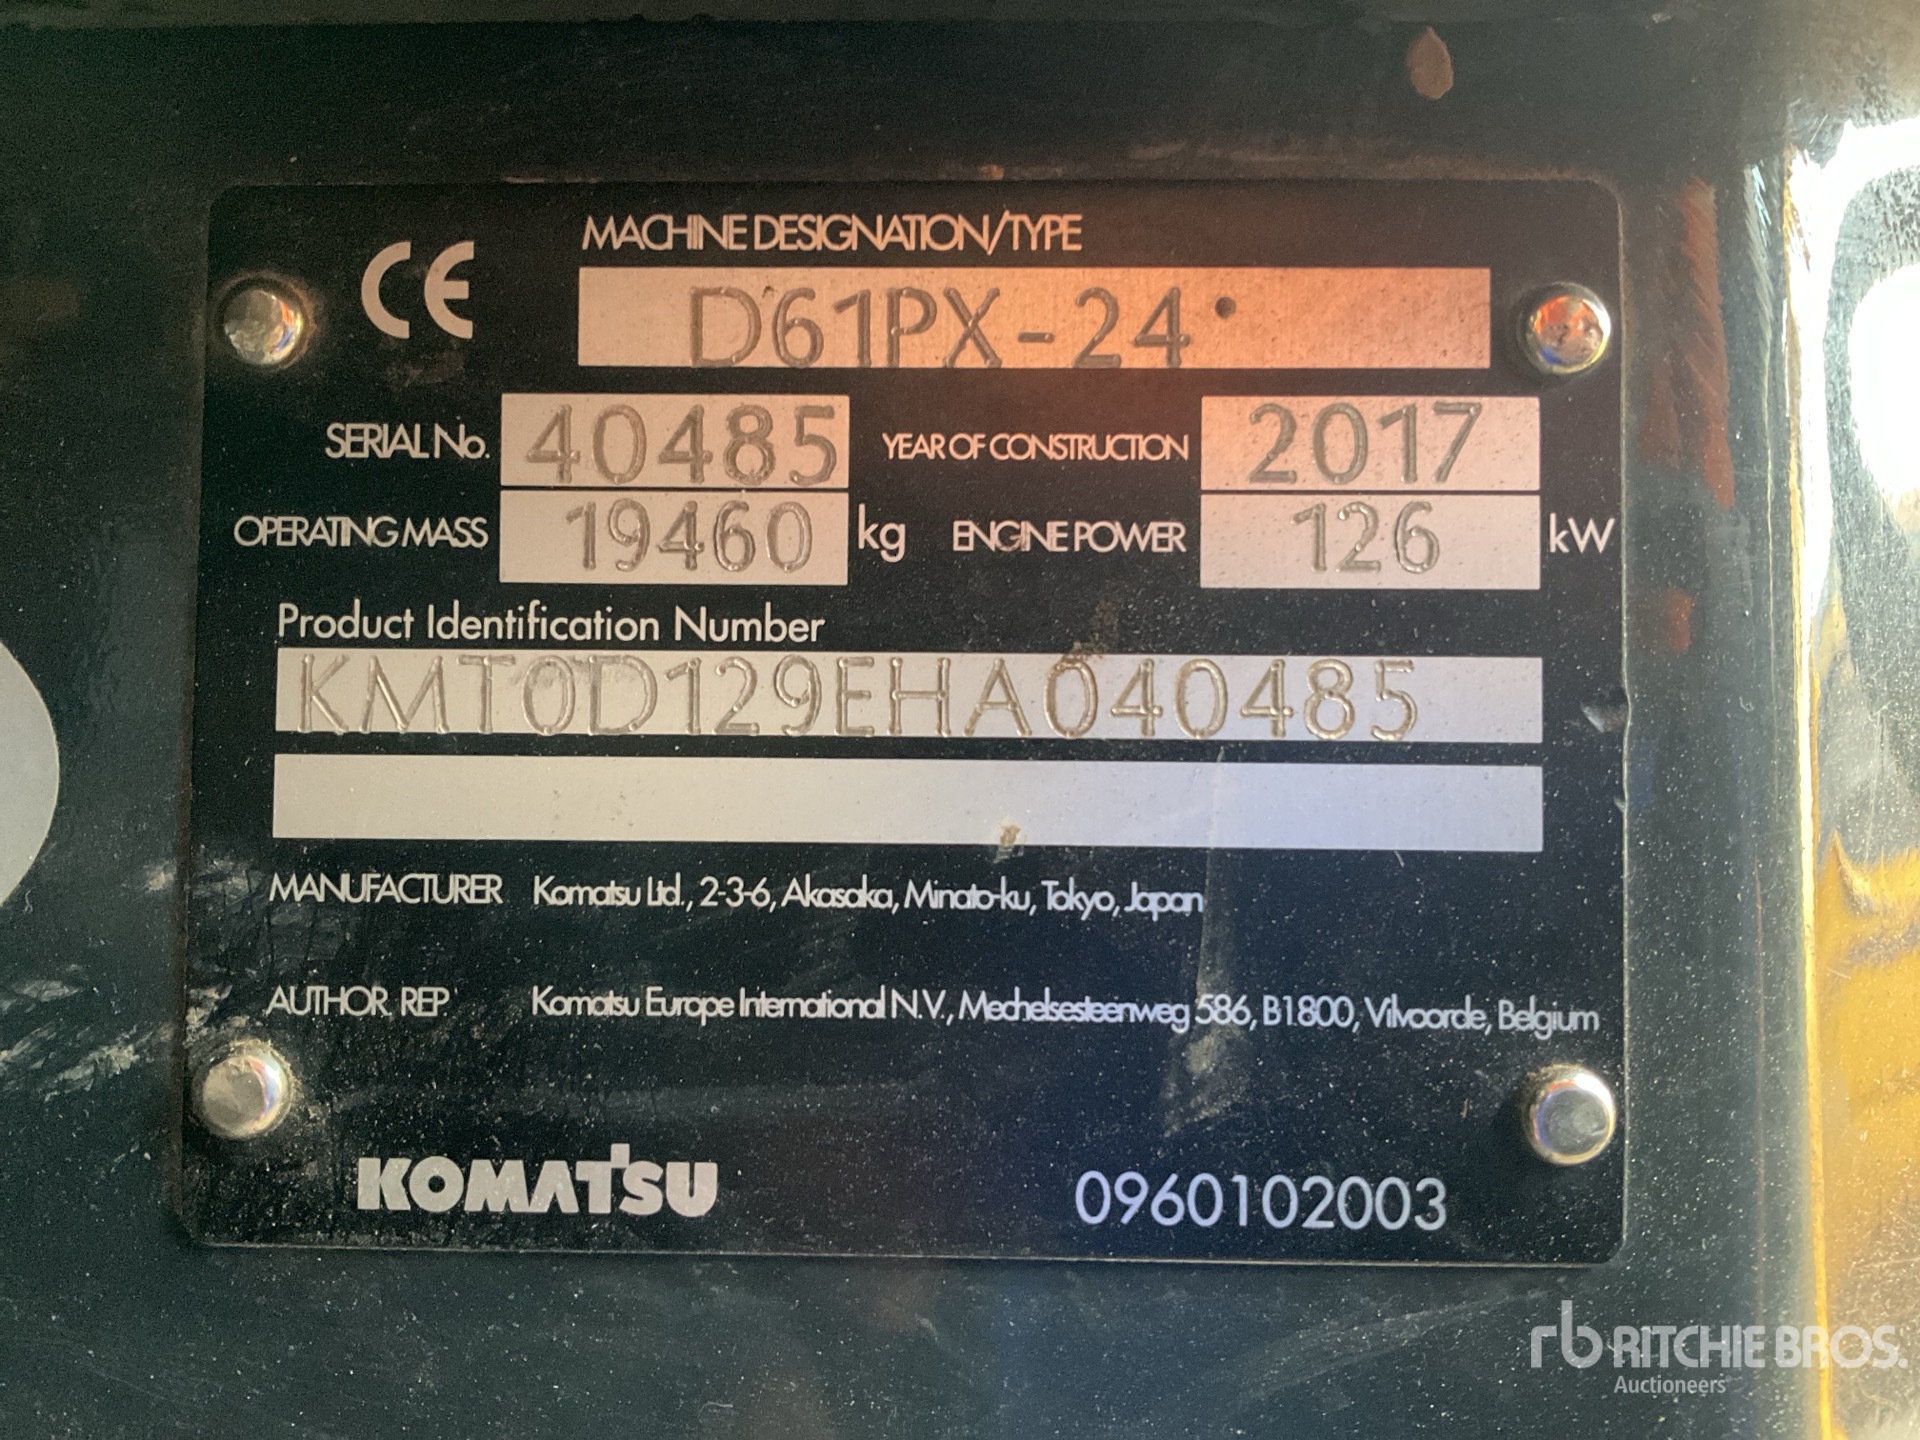 CE
MACHINE DESIGNATION/TYPE
D61PX-24
SERIAL No. 40485 YEAR OF CONSTRUCTION 2017
OPERATING MASS 19460 kg ENGINE POWER 126 kW
Product Identification Number
KMT0D129EHA040485
MANUFACTURER Komatsu Ltd., 2-3-6, Akasaka, Minato-ku, Tokyo, Japan
AUTHOR. REP. Komatsu Europe International N.V., Mechelsesteenweg 586, B1800, Vilvoorde, Belgium
KOMATSU 0960102003
rb RITCHIE BROS.
Auctioneers